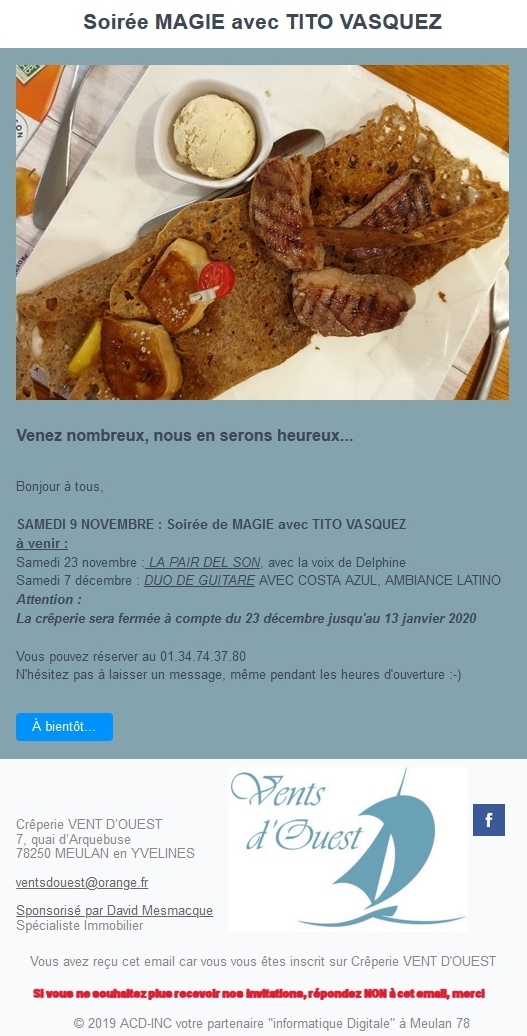 Soirée MAGIE avec TITO VASQUEZ
Venez nombreux, nous en serons heureux...
Bonjour à tous,
SAMEDI 9 NOVEMBRE : Soirée de MAGIE avec TITO VASQUEZ
à venir :
Samedi 23 novembre : LA PAIR DEL SON, avec la voix de Delphine
Samedi 7 décembre : DUO DE GUITARE AVEC COSTA AZUL, AMBIANCE LATINO
Attention :
La crêperie sera fermée à compte du 23 décembre jusqu'au 13 janvier 2020
Vous pouvez réserver au 01.34.74.37.80
N'hésitez pas à laisser un message, même pendant les heures d'ouverture :-)
À bientôt...
Vents
d'Ouest
f
Crêperie VENT D'OUEST
7, quai d'Arquebuse
78250 MEULAN en YVELINES
ventsdouest@orange.fr
Sponsorisé par David Mesmacque
Spécialiste Immobilier
Vous avez reçu cet email car vous vous êtes inscrit sur Crêperie VENT D'OUEST
Si vous ne souhaitez plus recevoir nos invitations, répondez NON à cet email, merci
© 2019 ACD-INC votre partenaire "informatique Digitale" à Meulan 78